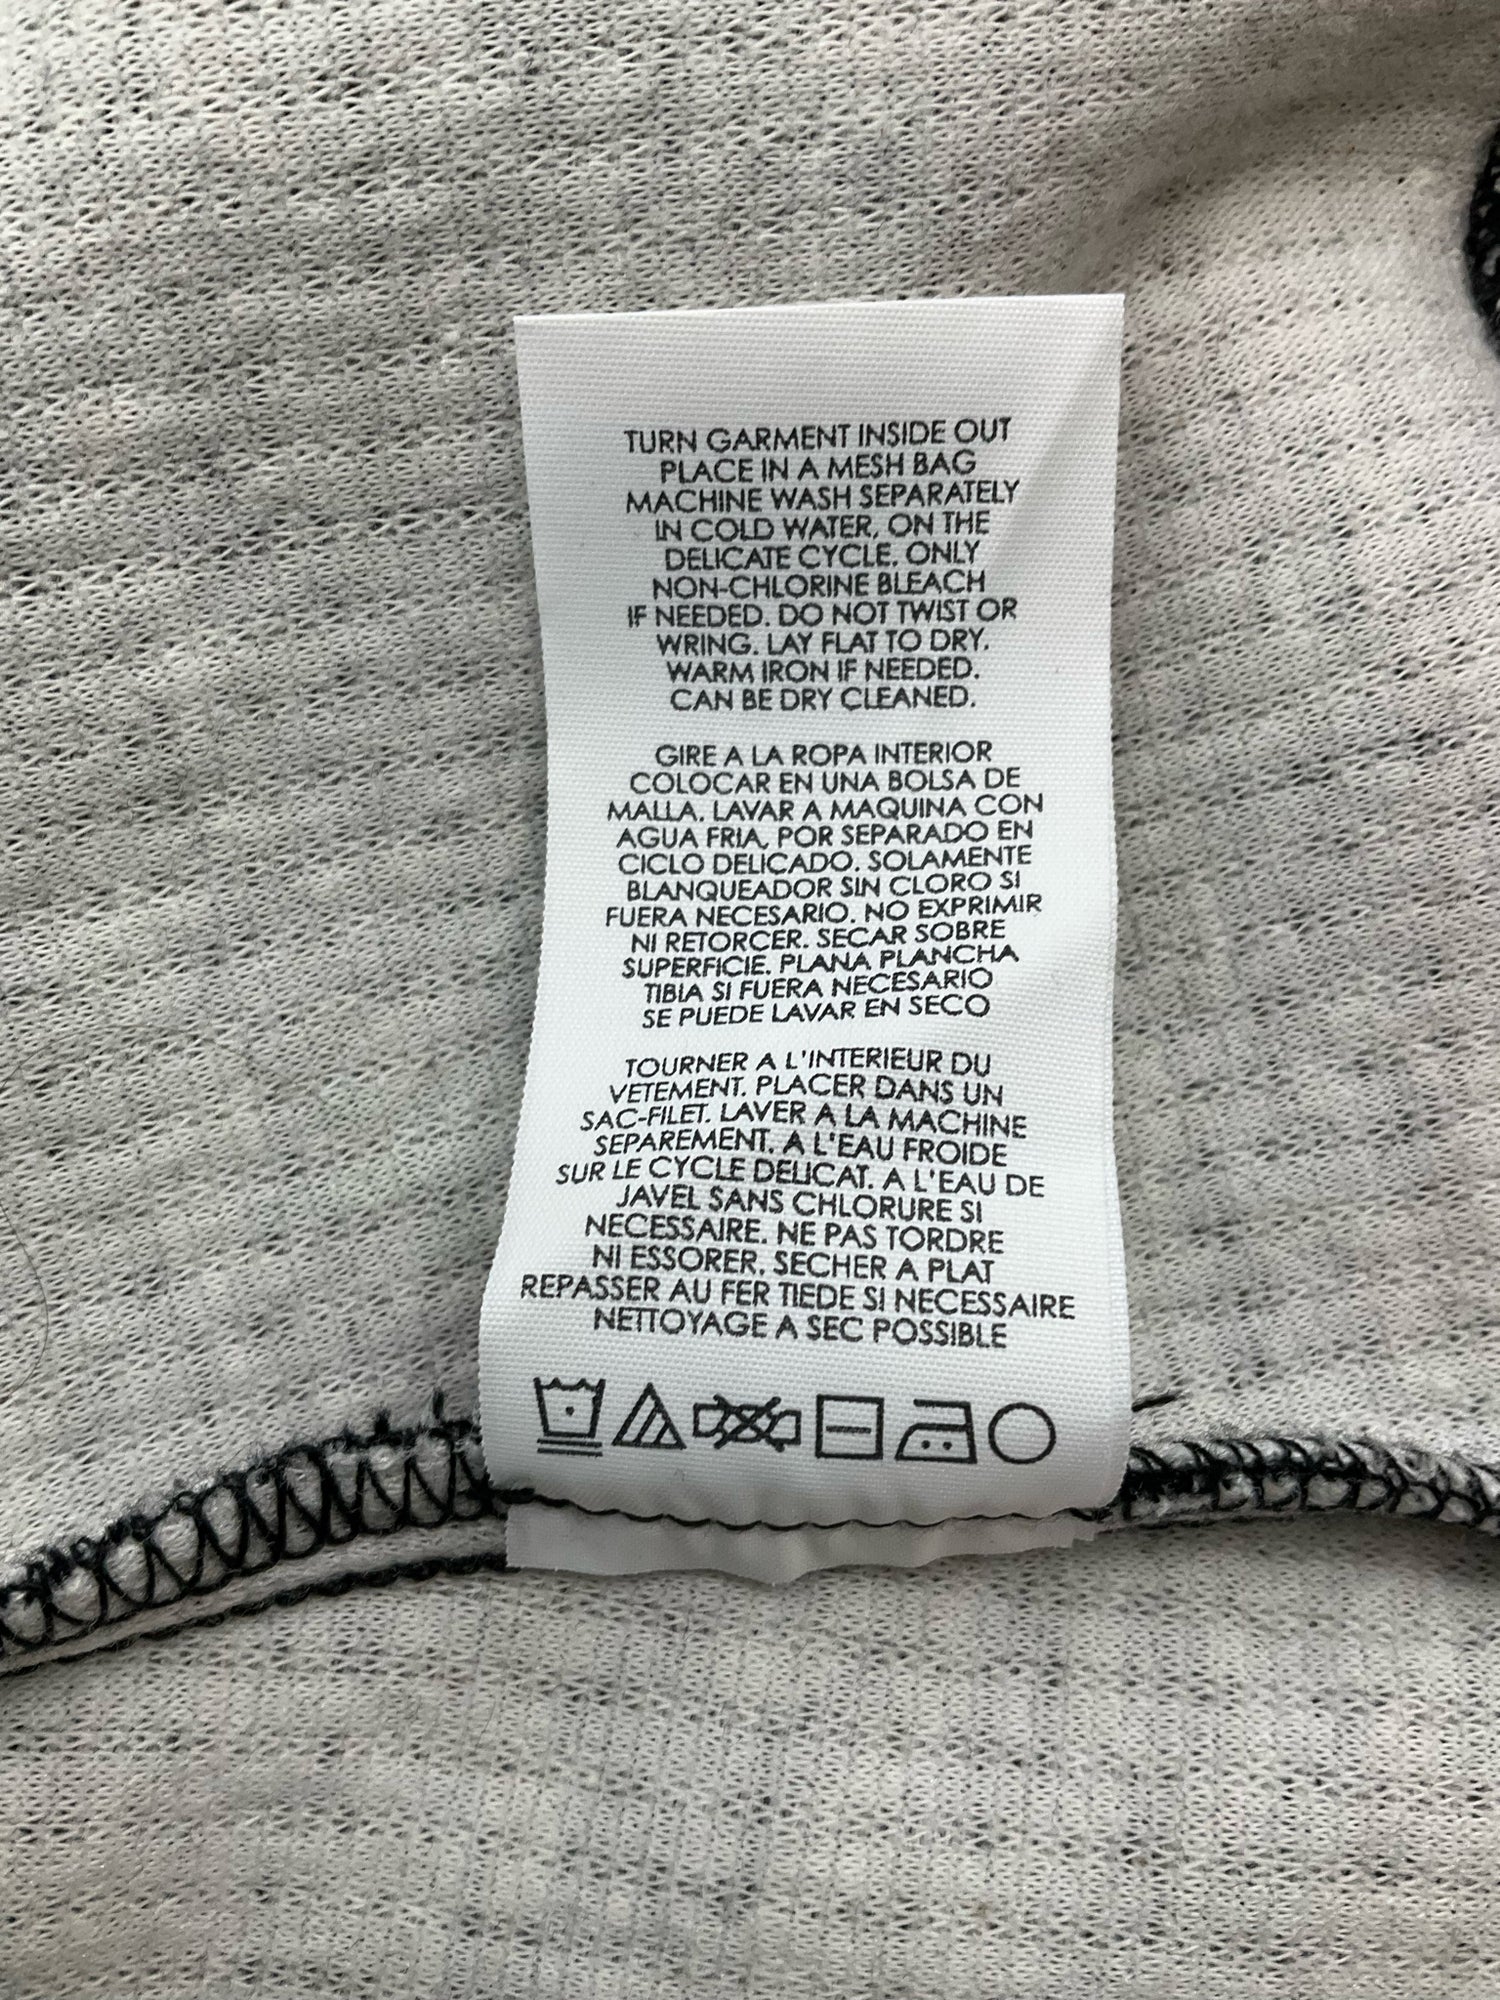 TURN GARMENT INSIDE OUT
PLACE IN A MESH BAG
MACHINE WASH SEPARATELY
IN COLD WATER, ON THE
DELICATE CYCLE. ONLY
NON-CHLORINE BLEACH
IF NEEDED. DO NOT TWIST OR
WRING. LAY FLAT TO DRY.
WARM IRON IF NEEDED.
CAN BE DRY CLEANED.
GIRE A LA ROPA INTERIOR
COLOCAR EN UNA BOLSA DE
MALLA. LAVAR A MAQUINA CON
AGUA FRIA, POR SEPARADO EN
CICLO DELICADO. SOLAMENTE
BLANQUEADOR SIN CLORO SI
FUERA NECESARIO. NO EXPRIMIR
NI RETORCER. SECAR SOBRE
SUPERFICIE. PLANA PLANCHA
TIBIA SI FUERA NECESARIO
SE PUEDE LAVAR EN SECO
TOURNER A L'INTERIEUR DU
VETEMENT. PLACER DANS UN
SAC-FILET. LAVER A LA MACHINE
SEPAREMENT. A L'EAU FROIDE
SUR LE CYCLE DELICAT. A L'EAU DE
JAVEL SANS CHLORURE SI
NECESSAIRE. NE PAS TORDRE
NI ESSORER. SECHER A PLAT
REPASSER AU FER TIEDE SI NECESSAIRE
NETTOYAGE A SEC POSSIBLE